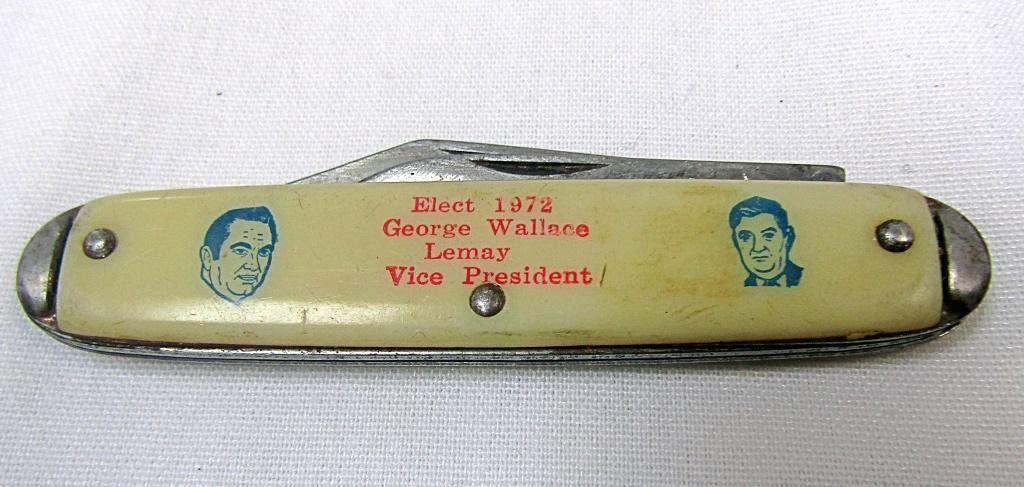 Elect 1972
George Wallace
Lemay
Vice President